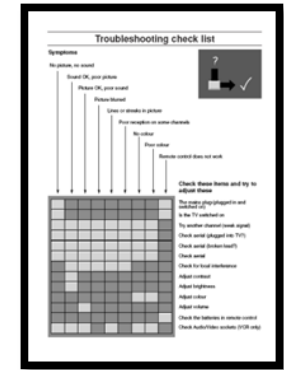 Troubleshooting check list
Symptoms
?
No picture, no sound
Sound OK, poor picture
Picture OK, poor sound
Picture blurred
Lines or streaks in picture
Poor reception on some channels
No colour
Poor colour
Remote control does not work
Check these items and try to
adjust these
The mains plug (plugged in and
switched on)
Is the TV switched on
Try another channel (weak signal)
Check aerial (plugged into TV?)
Check aerial (broken lead?)
Check aerial
Check for local interference
Adjust contrast
Adjust brightness
Adjust colour
Adjust volume
Check the batteries in remote control
Check Audio/Video sockets (VCR only)